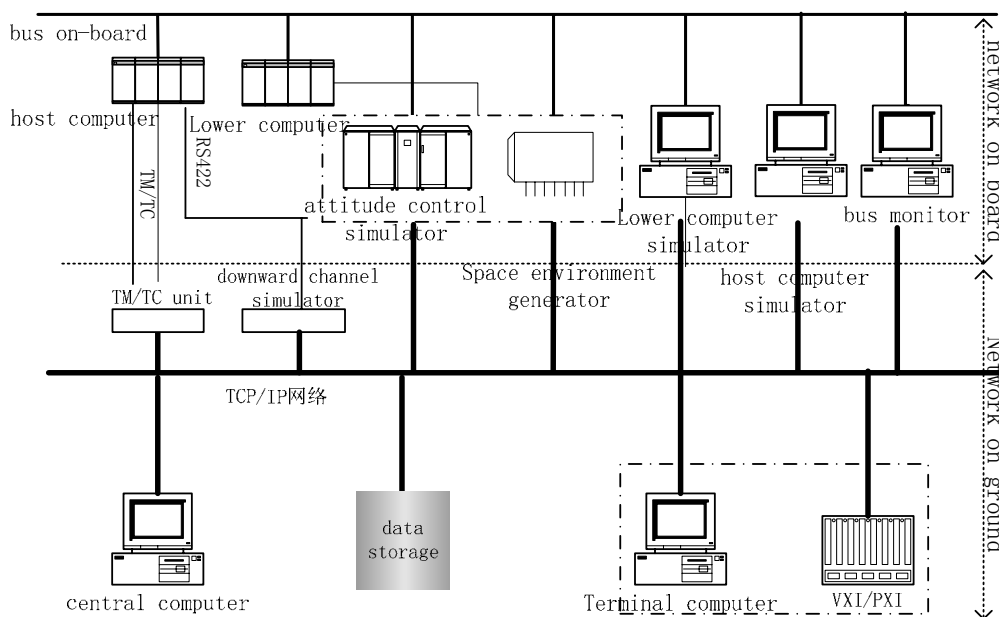 bus on-board
host computer
Lower computer
RS422
TM/TC
attitude control
simulator
Lower computer
simulator
bus monitor
network on board
Space environment
generator
host computer
simulator
downward channel
simulator
TM/TC unit
TCP/IP网络
Network on ground
data
storage
central computer
Terminal computer
VXI/PXI